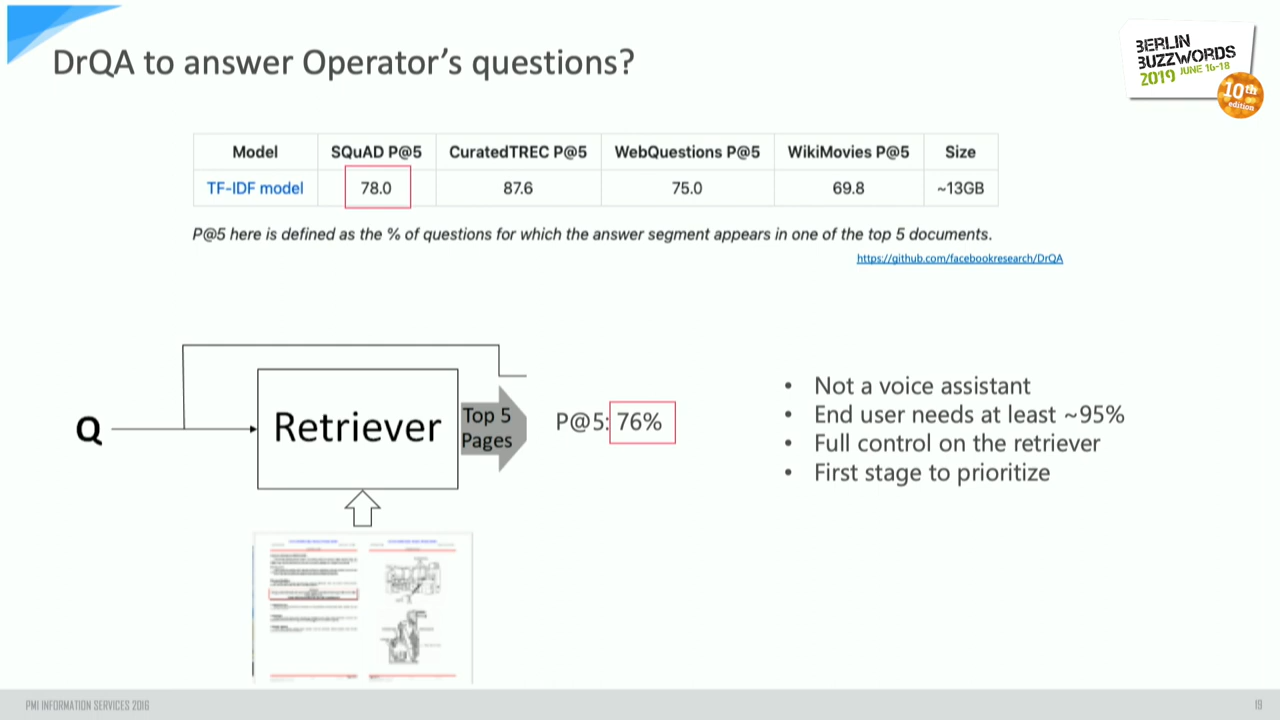 DrQA to answer Operator's questions?
BERLIN
BUZZWORDS
2019 JUNE 16-18
10th
edition
Model SQuAD P@5 CuratedTREC P@5 WebQuestions P@5 WikiMovies P@5 Size
TF-IDF model 78.0 87.6 75.0 69.8 ~13GB
P@5 here is defined as the % of questions for which the answer segment appears in one of the top 5 documents.
https://github.com/facebookresearch/DrQA
Q
Retriever
Top 5
Pages
P@5: 76%
• Not a voice assistant
• End user needs at least ~95%
• Full control on the retriever
• First stage to prioritize
PMI INFORMATION SERVICES 2016
19